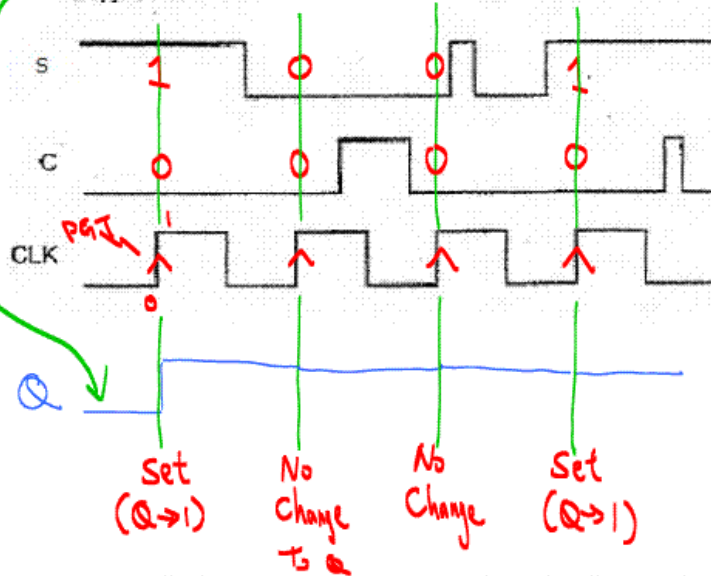 S 1 0 0 1
C 0 0 0 0
PGT 1
CLK
0
Q
Set No No Set
(Q→1) Change Change (Q→1)
To Q